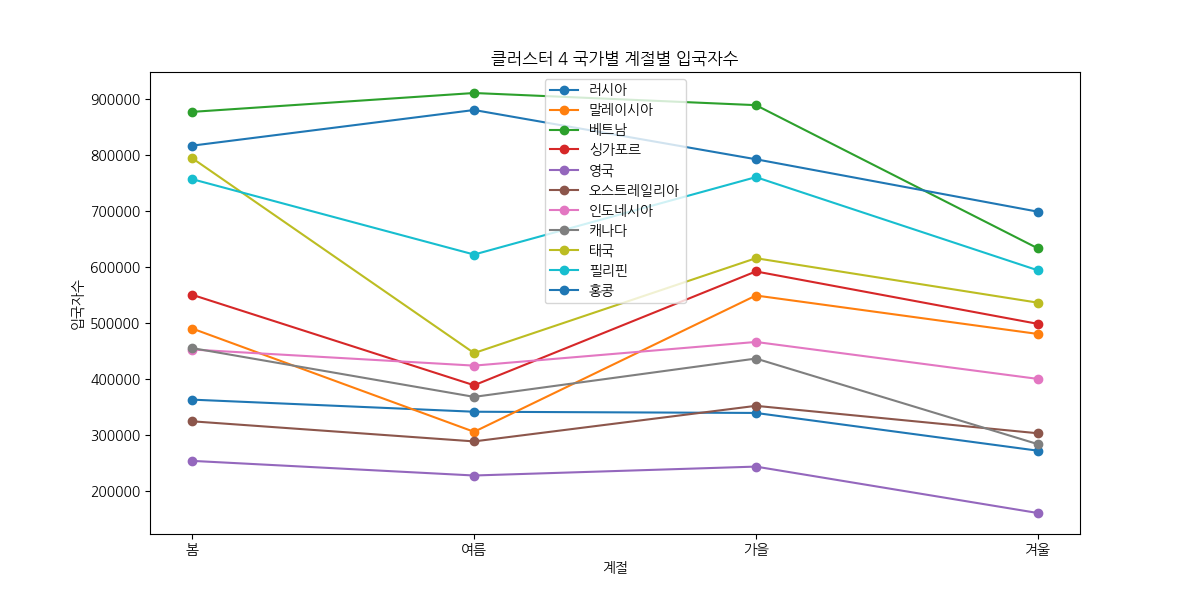 클러스터 4 국가별 계절별 입국자수
러시아
말레이시아
베트남
싱가포르
영국
오스트레일리아
인도네시아
캐나다
태국
필리핀
홍콩
입국자수
900000
800000
700000
600000
500000
400000
300000
200000
봄 여름 가을 겨울
계절